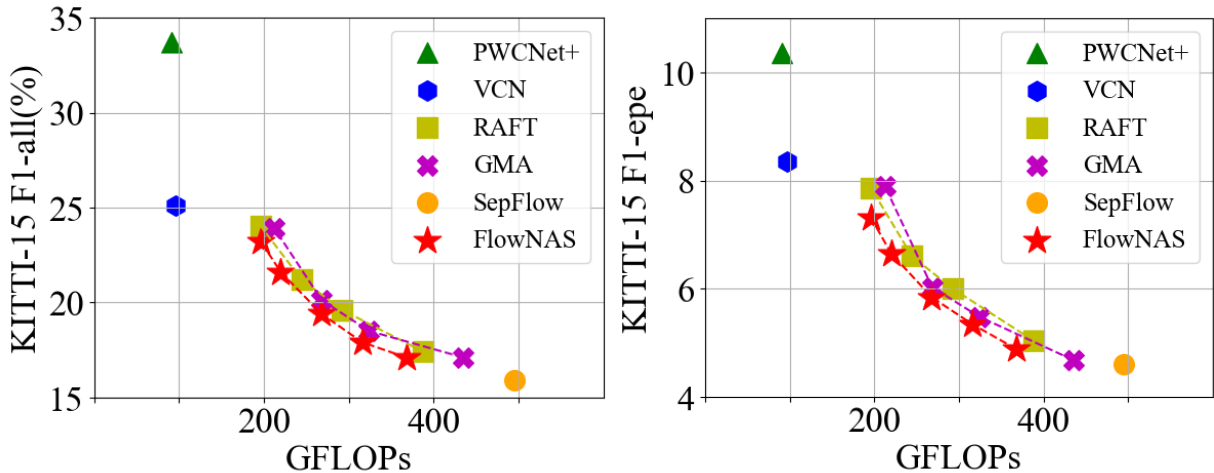 KITTI-15 F1-all(%)
35
30
25
20
15
200
400
GFLOPs
PWCNet+
VCN
RAFT
GMA
SepFlow
FlowNAS
KITTI-15 F1-epe
10
8
6
4
200
400
GFLOPs
PWCNet+
VCN
RAFT
GMA
SepFlow
FlowNAS